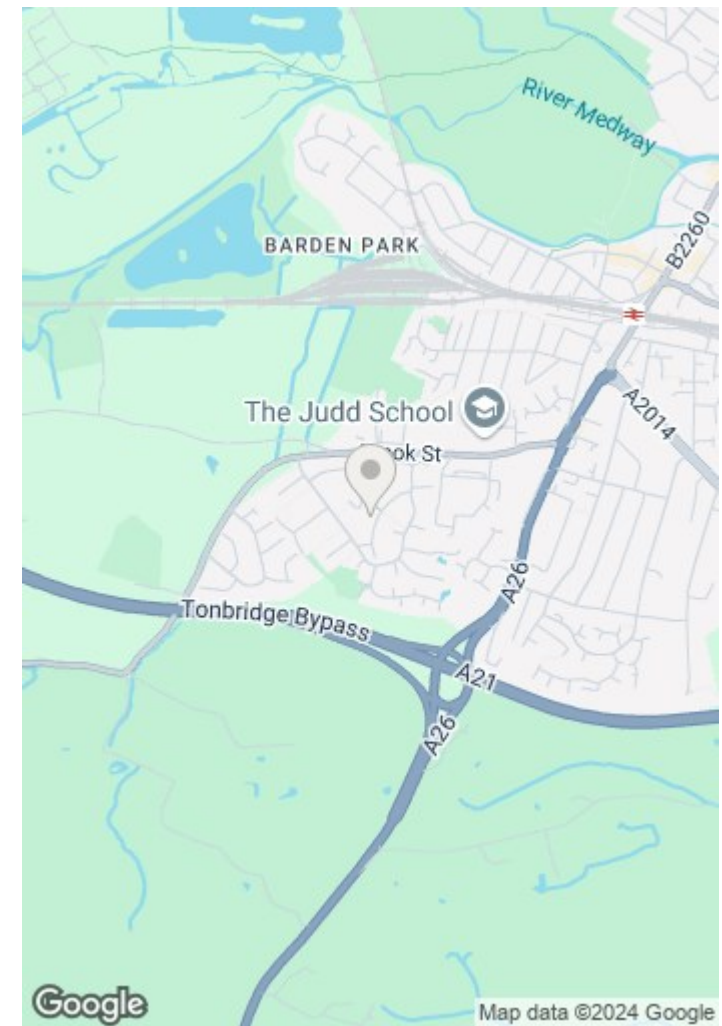 River Medway
B2260
BARDEN PARK
The Judd School
A2014
ok St
A26
Tonbridge Bypass
A21
A26
Google
Map data ©2024 Google